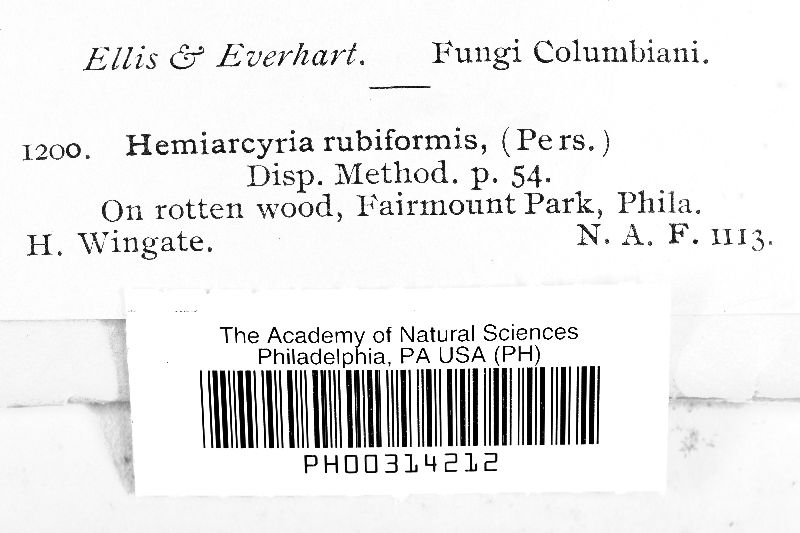 Ellis & Everhart. Fungi Columbiani.
1200. Hemiarcyria rubiformis, (Pers.)
Disp. Method. p. 54.
On rotten wood, Fairmount Park, Phila.
H. Wingate. N. A. F. 1113.
The Academy of Natural Sciences
Philadelphia, PA USA (PH)
PH00314212